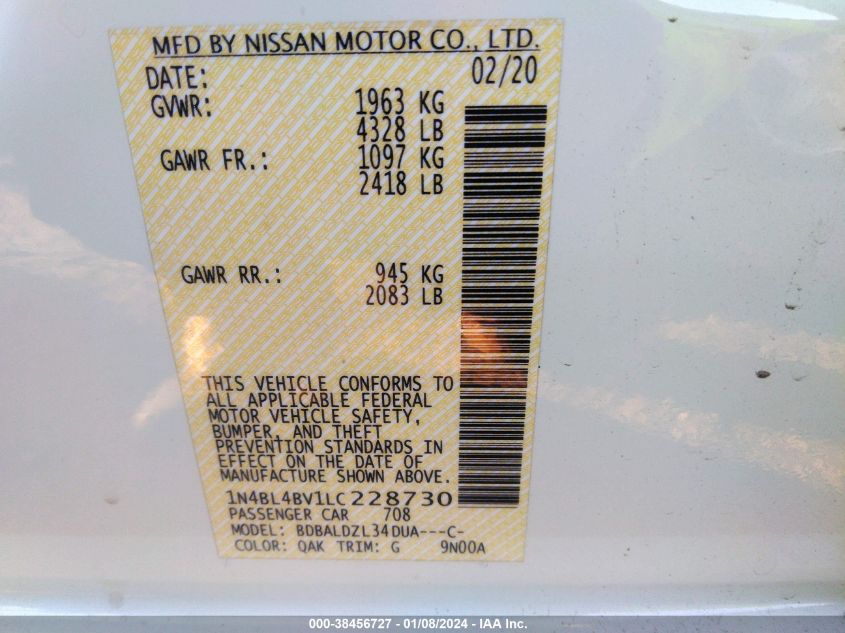 MFD BY NISSAN MOTOR CO., LTD.
DATE: 02/20
GVWR: 1963 KG
4328 LB
GAWR FR.: 1097 KG
2418 LB
GAWR RR.: 945 KG
2083 LB
THIS VEHICLE CONFORMS TO
ALL APPLICABLE FEDERAL
MOTOR VEHICLE SAFETY,
BUMPER, AND THEFT
PREVENTION STANDARDS IN
EFFECT ON THE DATE OF
MANUFACTURE SHOWN ABOVE.
1N4BL4BV1LC228730
PASSENGER CAR 708
MODEL: BDBALDZL34DUA---C-
COLOR: QAK TRIM: G 9N00A
000-38456727 - 01/08/2024 - IAA Inc.